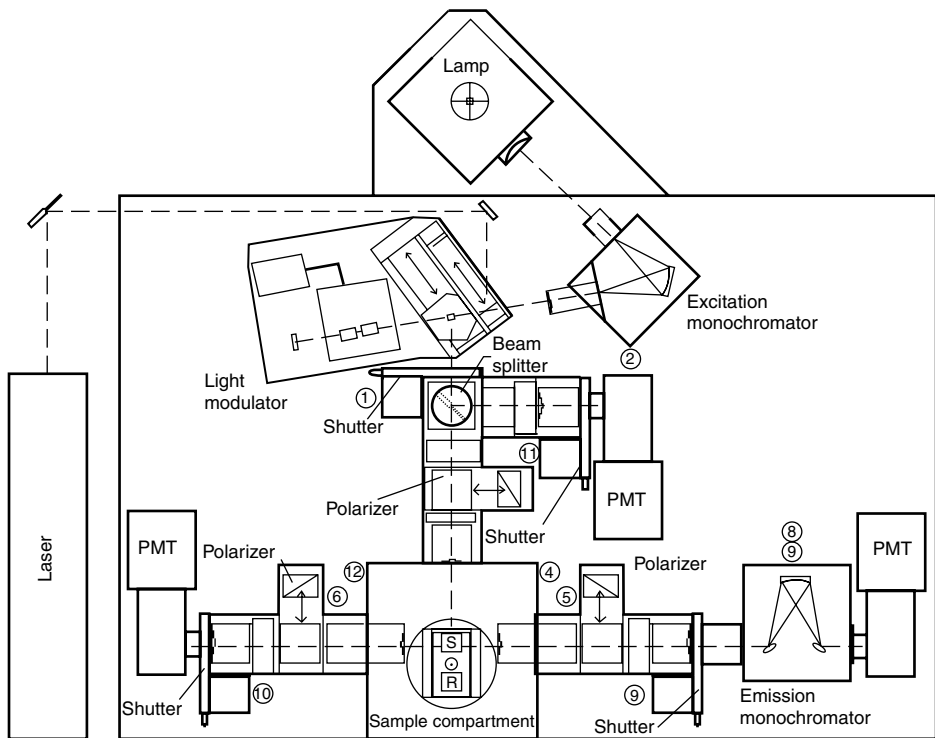 Lamp
Excitation
monochromator
②
Beam
splitter
Light
modulator
①
Shutter
⑪
Polarizer
PMT
Shutter
Laser
PMT
Polarizer
⑫
④
Polarizer
⑧
⑨
PMT
⑥
⑤
S
R
Shutter
⑩
Sample compartment
⑨
Shutter
Emission
monochromator